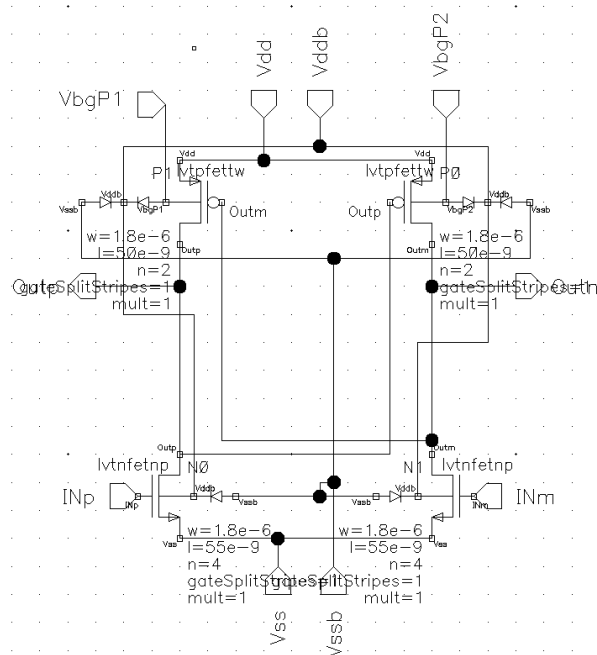 Vdd
Vddb
VbgP2
VbgP1
Vdd
Vdd
P1
lvtpfettw
lvtpfettw
P0
Vssb
Vddb
VbgP1
Outm
Outp
VbgP2
Vddb
Vssb
Outp
Outm
w=1.8e-6
l=50e-9
n=2
gateSplitStripes=1
mult=1
w=1.8e-6
l=50e-9
n=2
gateSplitStripes=1
mult=1
Outp
Outm
Outp
Outm
lvtnfetnp
N0
N1
lvtnfetnp
INp
INp
Vddb
Vssb
Vssb
Vddb
INm
INm
Vss
Vss
w=1.8e-6
l=55e-9
n=4
gateSplitStripes=1
mult=1
w=1.8e-6
l=55e-9
n=4
gateSplitStripes=1
mult=1
Vss
Vssb